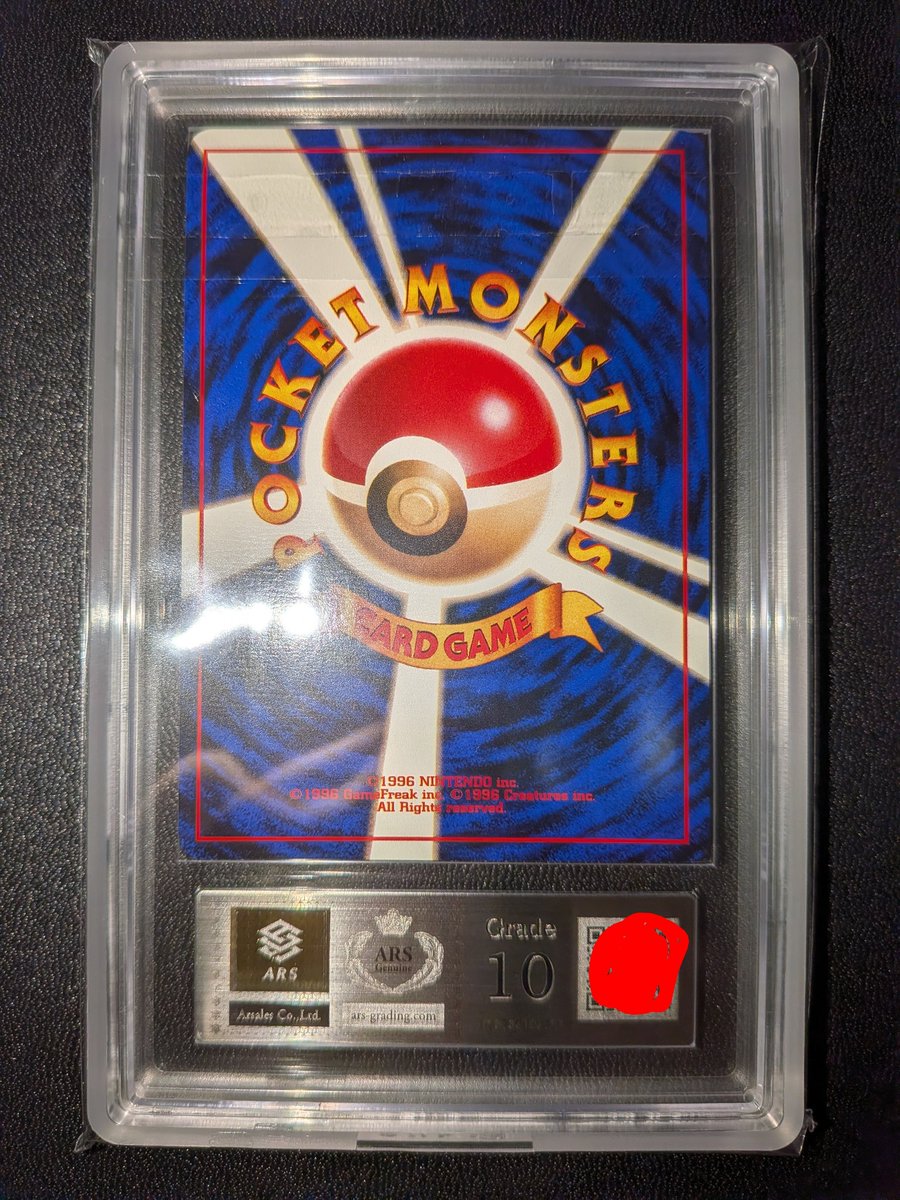 POCKET MONSTERS
CARD GAME
©1996 NINTENDO inc.
©1996 GameFreak inc. ©1996 Creatures inc.
All Rights reserved.
ARS
Arsales Co.,Ltd.
ARS
Genuine
ars-grading.com
Grade
10